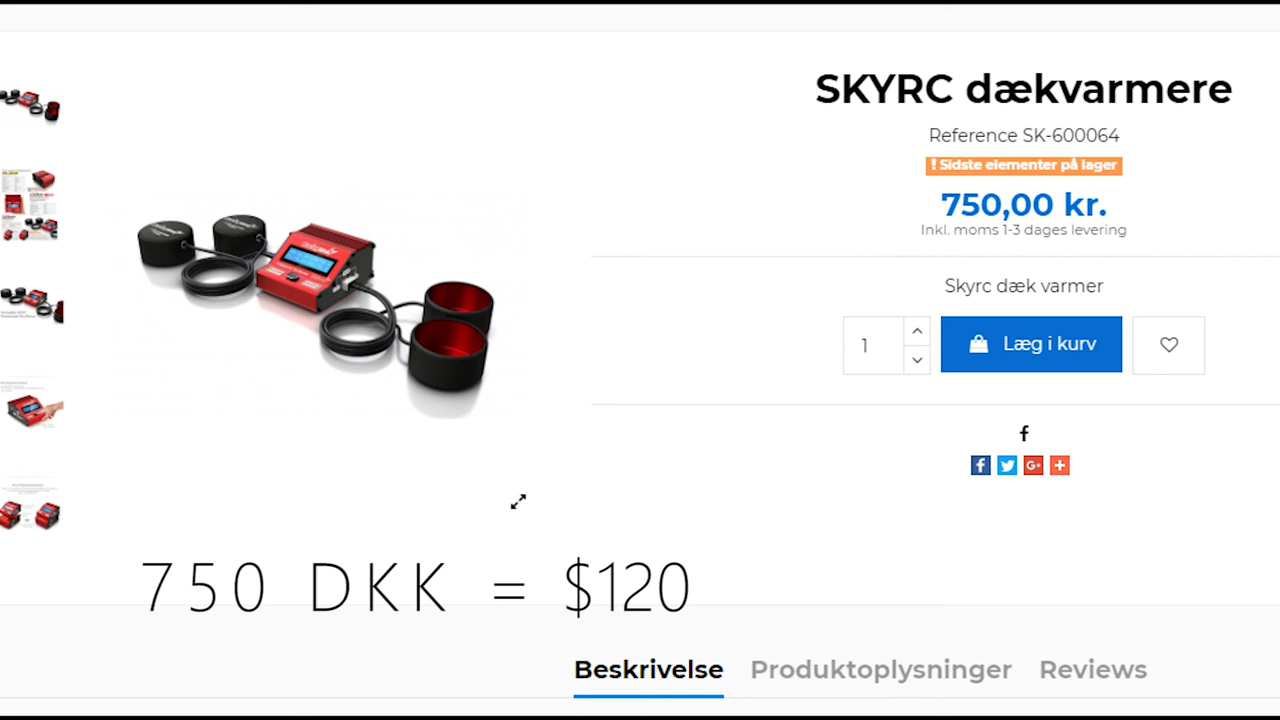 SKYRC dækvarmere
Reference SK-600064
! Sidste elementer på lager
750,00 kr.
Inkl. moms 1-3 dages levering
Skyrc dæk varmer
1
Læg i kurv
750 DKK = $120
Beskrivelse Produktoplysninger Reviews